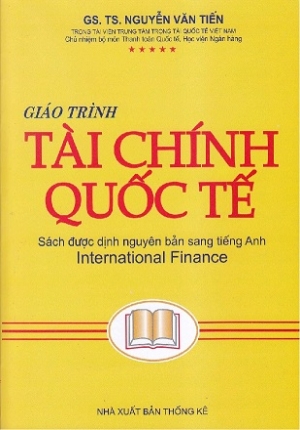 GS. TS. NGUYỄN VĂN TIẾN
TRỌNG TÀI VIÊN TRUNG TÂM TRỌNG TÀI QUỐC TẾ VIỆT NAM
Chủ nhiệm bộ môn Thanh toán Quốc tế, Học viện Ngân hàng
★★★★★
GIÁO TRÌNH
TÀI CHÍNH
QUỐC TẾ
Sách được dịnh nguyên bản sang tiếng Anh
International Finance
NHÀ XUẤT BẢN THỐNG KÊ